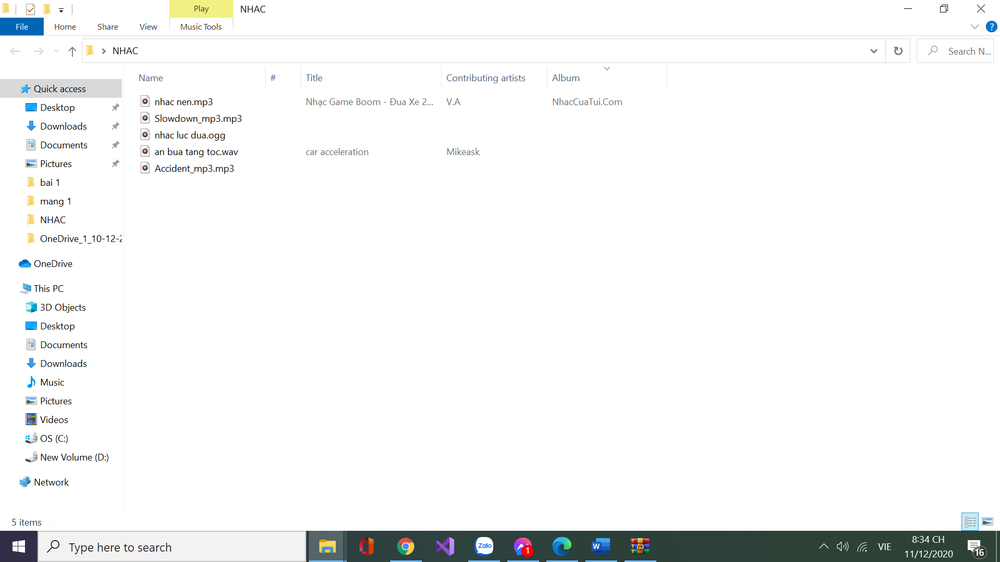 Play
NHAC
File
Home
Share
View
Music Tools
?
NHAC
Search N...
Name
#
Title
Contributing artists
Album
nhac nen.mp3
Nhạc Game Boom - Đua Xe 2...
V.A
NhacCuaTui.Com
Slowdown_mp3.mp3
nhac luc dua.ogg
an bua tang toc.wav
car acceleration
Mikeask
Accident_mp3.mp3
Quick access
Desktop
Downloads
Documents
Pictures
bai 1
mang 1
NHAC
OneDrive_1_10-12-2
OneDrive
This PC
3D Objects
Desktop
Documents
Downloads
Music
Pictures
Videos
OS (C:)
New Volume (D:)
Network
5 items
Type here to search
Zalo
1
W
VIE
8:34 CH
11/12/2020
16